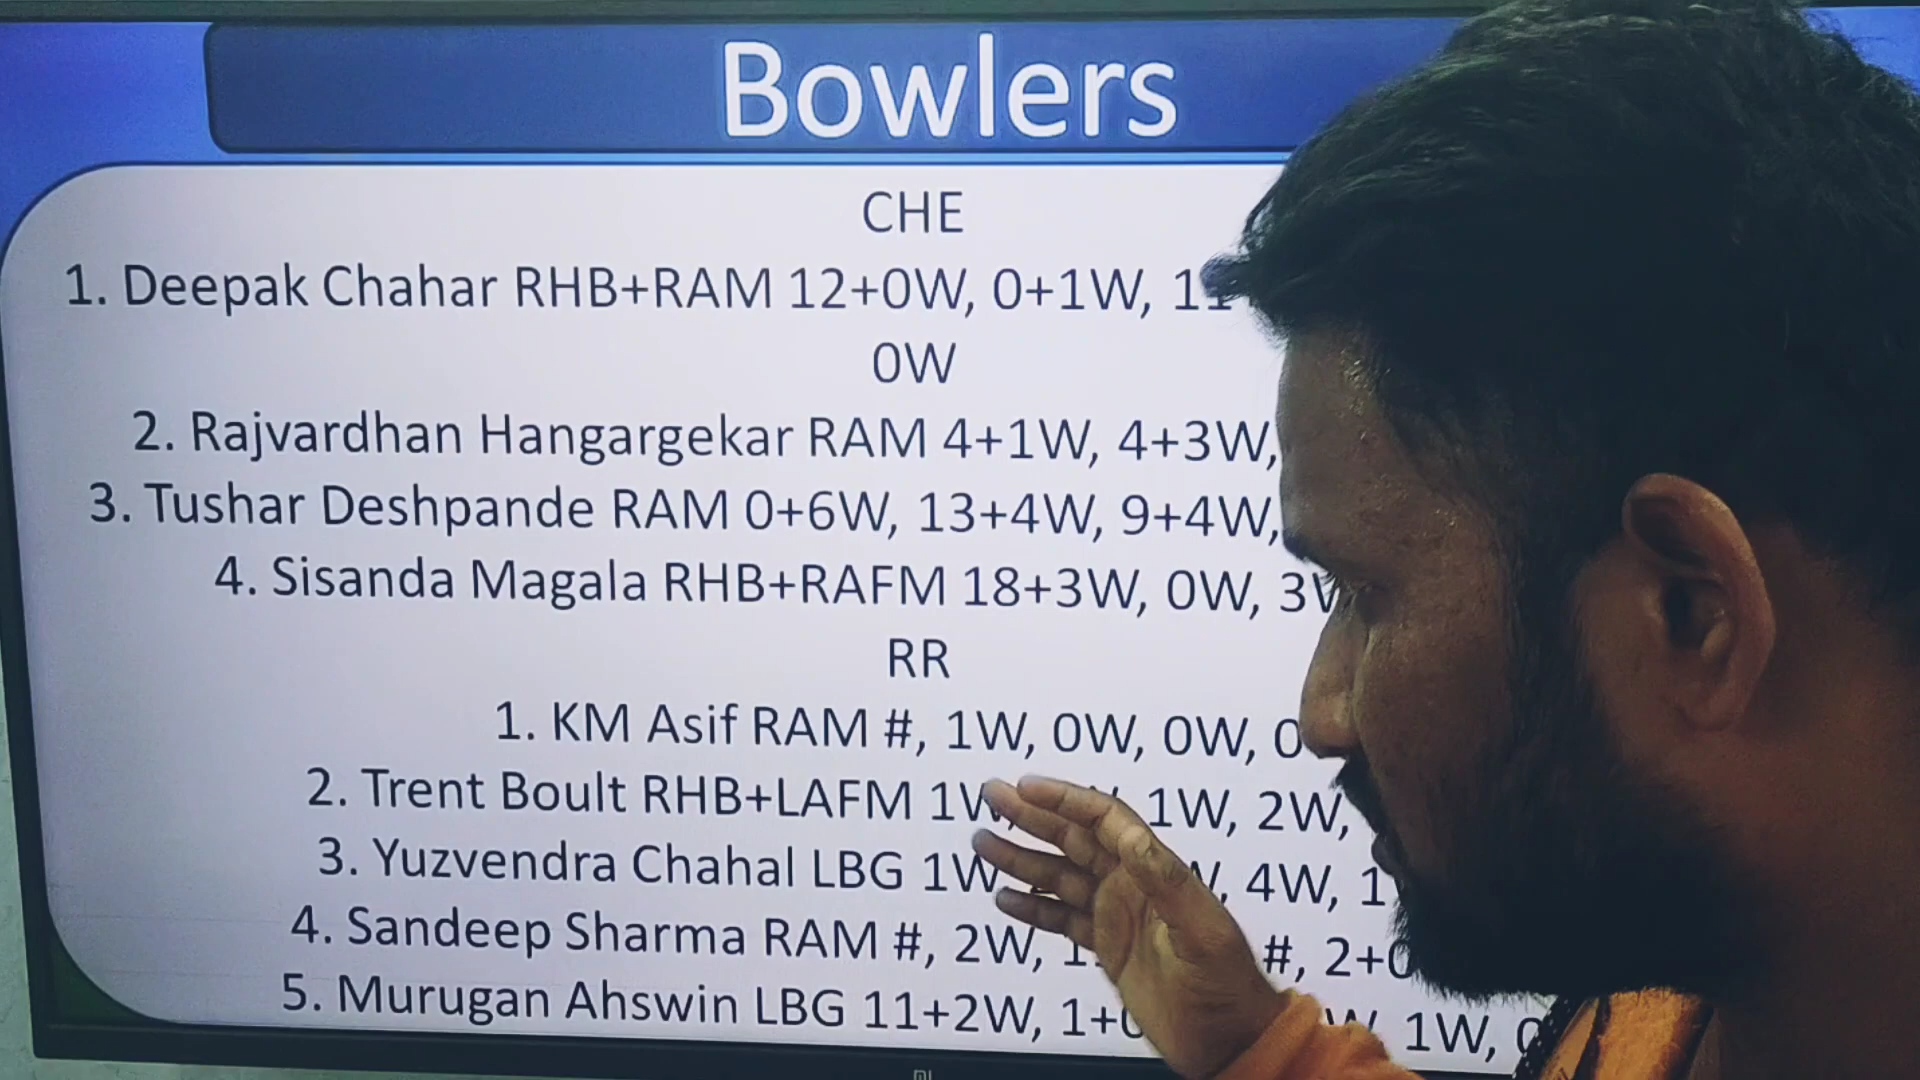 Bowlers
CHE
1. Deepak Chahar RHB+RAM 12+0W, 0+1W, 11
0W
2. Rajvardhan Hangargekar RAM 4+1W, 4+3W,
3. Tushar Deshpande RAM 0+6W, 13+4W, 9+4W,
4. Sisanda Magala RHB+RAFM 18+3W, 0W,
RR
1. KM Asif RAM #, 1W, 0W, 0W,
2. Trent Boult RHB+LAFM 1W, 1W, 2W,
3. Yuzvendra Chahal LBG 1W 4W,
4. Sandeep Sharma RAM #, 2W, #,
5. Murugan Ahswin LBG 11+2W, 1W,